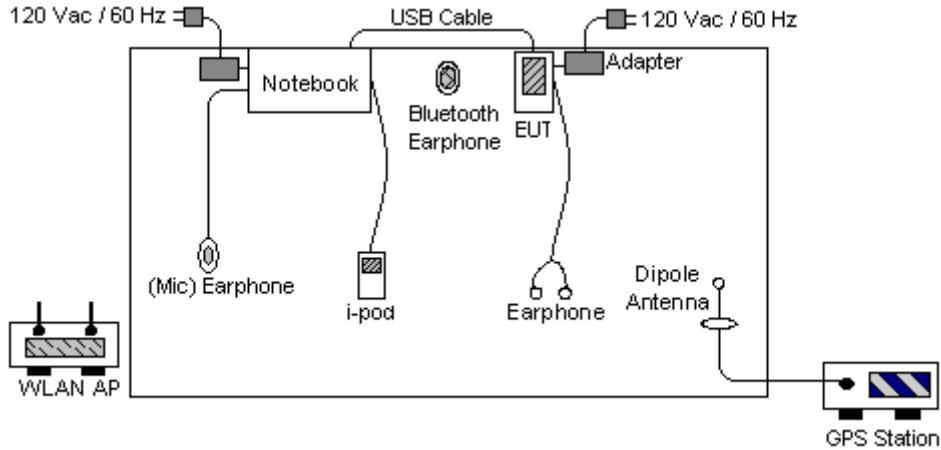 120 Vac / 60 Hz
USB Cable
120 Vac / 60 Hz
Adapter
Notebook
Bluetooth
Earphone
EUT
(Mic) Earphone
i-pod
Earphone
Dipole
Antenna
WLAN AP
GPS Station